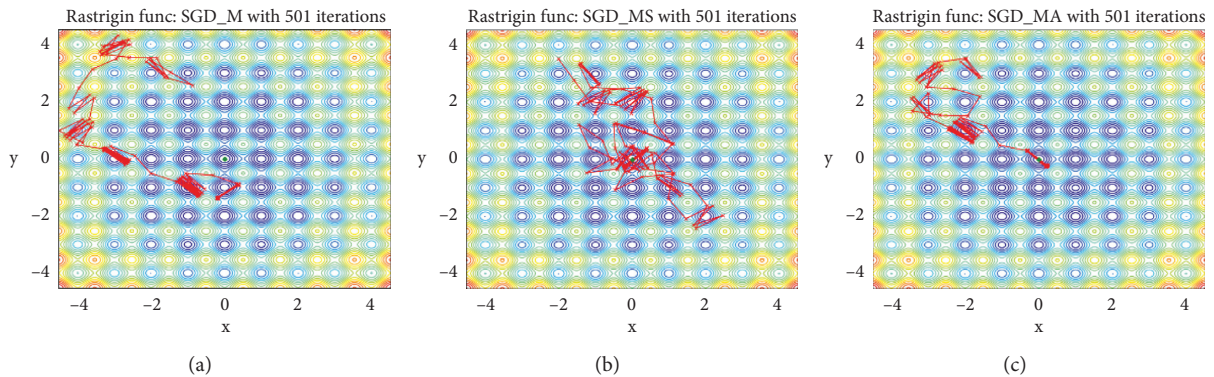 Rastrigin func: SGD_M with 501 iterations
4
2
0
−2
−4
y
−4
−2
0
2
4
x
(a)
Rastrigin func: SGD_MS with 501 iterations
4
2
0
−2
−4
y
−4
−2
0
2
4
x
(b)
Rastrigin func: SGD_MA with 501 iterations
4
2
0
−2
−4
y
−4
−2
0
2
4
x
(c)